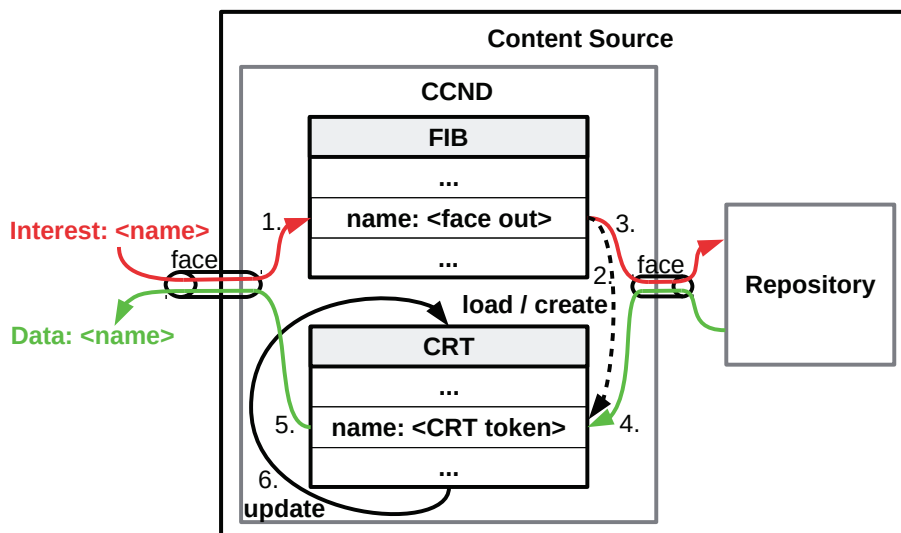 Content Source
CCND
FIB
...
1.
name: <face out>
3.
Interest: <name>
...
face
2.
face
load / create
Repository
Data: <name>
CRT
...
5.
name: <CRT token>
4.
...
6.
update